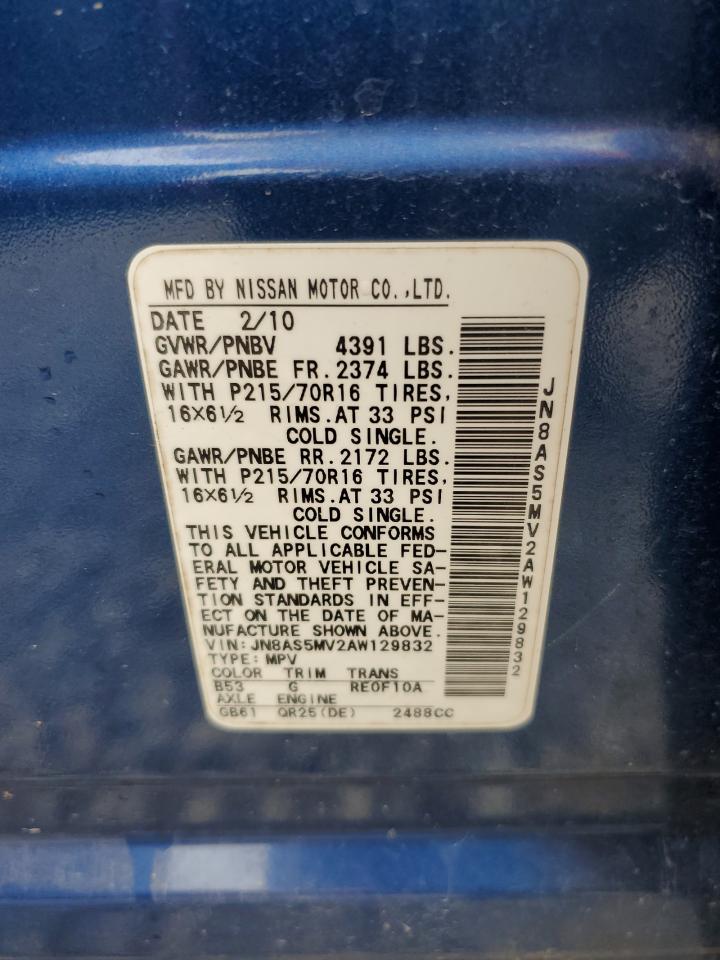 MFD BY NISSAN MOTOR CO.,LTD.
DATE 2/10
GVWR/PNBV 4391 LBS.
GAWR/PNBE FR.2374 LBS.
WITH P215/70R16 TIRES,
16X6½ RIMS.AT 33 PSI
COLD SINGLE.
GAWR/PNBE RR.2172 LBS.
WITH P215/70R16 TIRES,
16X6½ RIMS.AT 33 PSI
COLD SINGLE.
THIS VEHICLE CONFORMS
TO ALL APPLICABLE FED-
ERAL MOTOR VEHICLE SA-
FETY AND THEFT PREVEN-
TION STANDARDS IN EFF-
ECT ON THE DATE OF MA-
NUFACTURE SHOWN ABOVE.
VIN:JN8AS5MV2AW129832
TYPE:MPV
COLOR TRIM TRANS
B53 G RE0F10A
AXLE ENGINE
GB61 QR25(DE) 2488CC
JN8AS5MV2AW129832